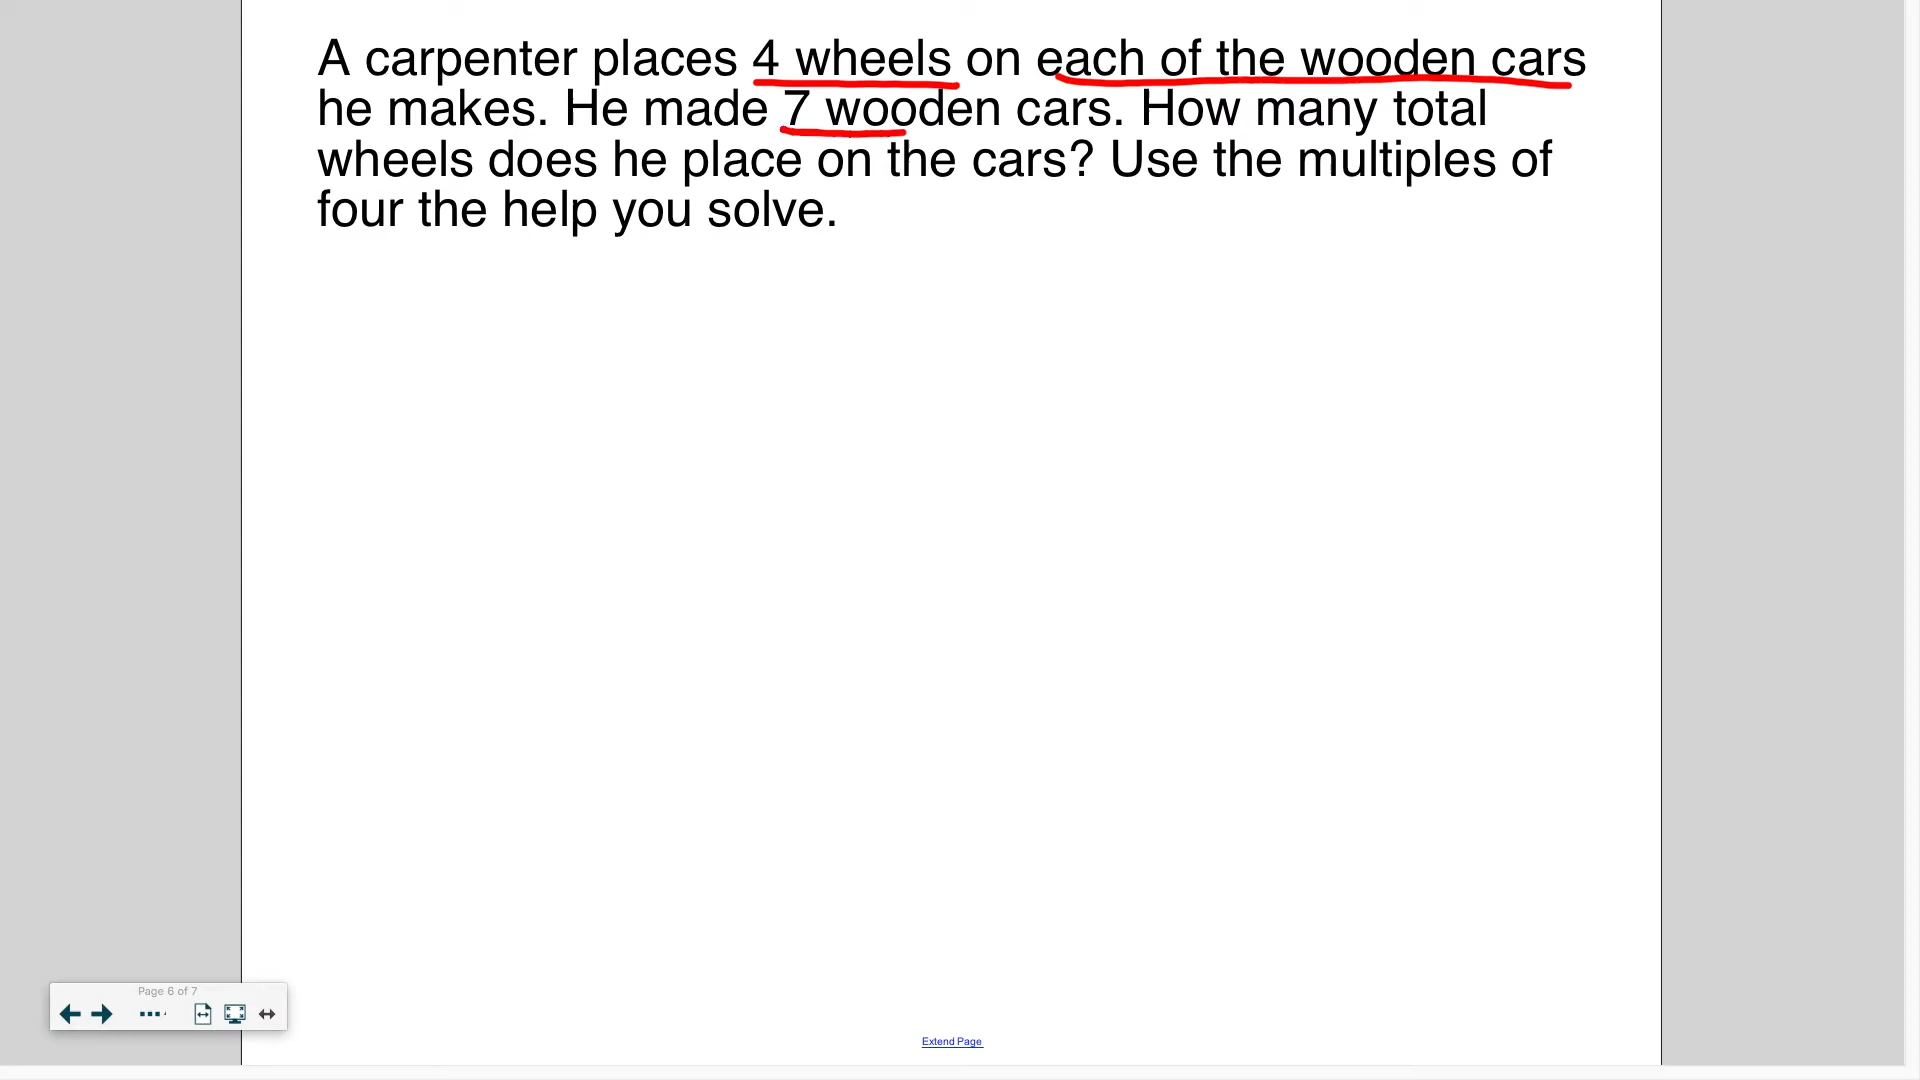 A carpenter places 4 wheels on each of the wooden cars
he makes. He made 7 wooden cars. How many total
wheels does he place on the cars? Use the multiples of
four the help you solve.
Page 6 of 7
Extend Page